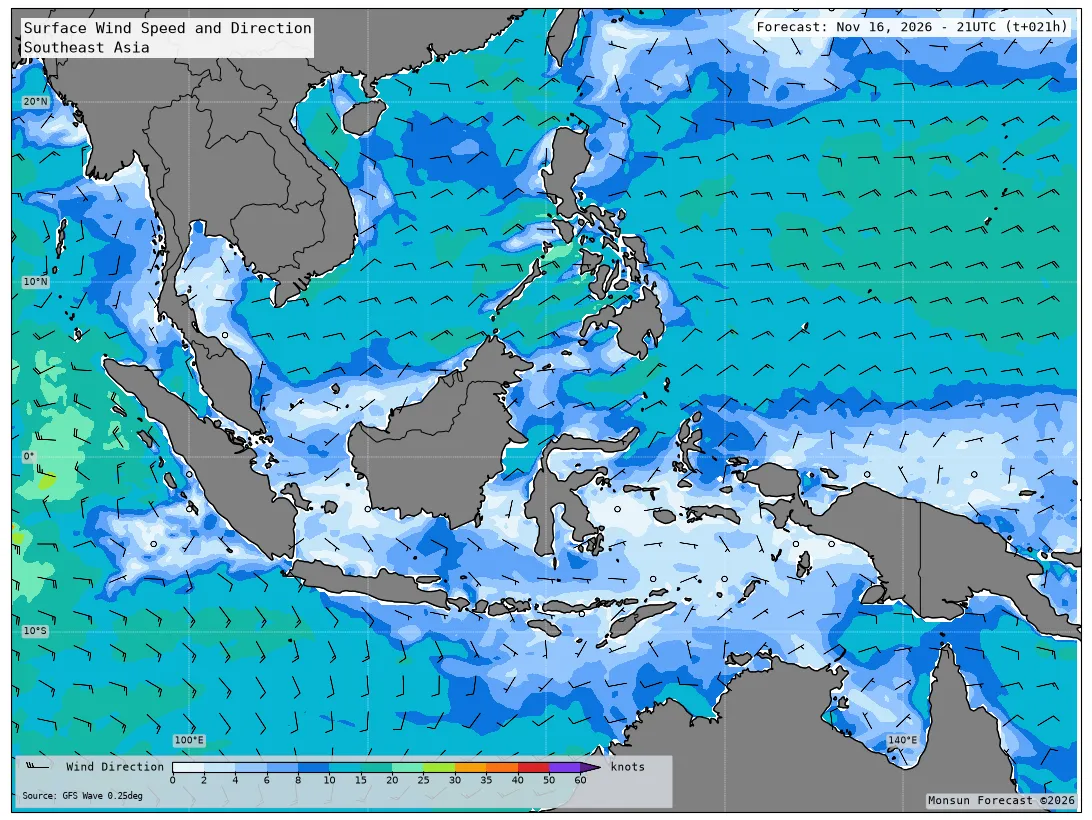 Surface Wind Speed and Direction
Southeast Asia
Forecast: Nov 16, 2026 - 21UTC (t+021h)
20°N
10°N
0°
10°S
100°E
140°E
Wind Direction
0 2 4 6 8 10 15 20 25 30 35 40 50 60
knots
Source: GFS Wave 0.25deg
Monsun Forecast ©2026